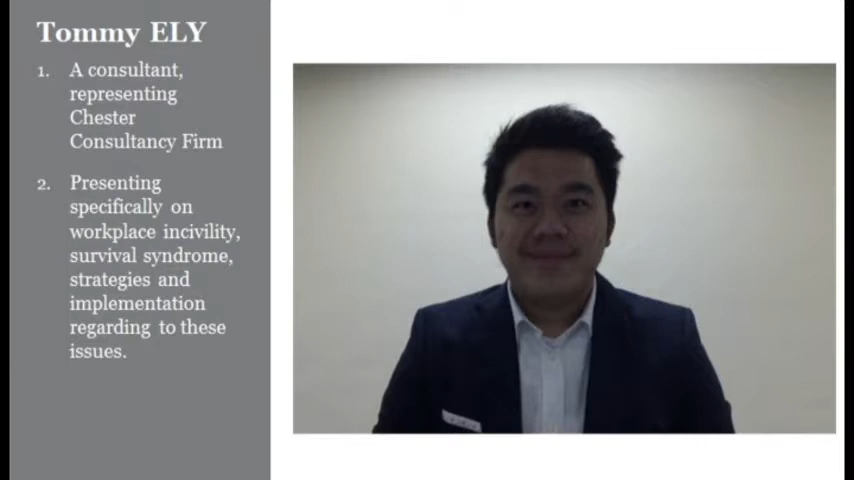 Tommy ELY
1. A consultant,
representing
Chester
Consultancy Firm
2. Presenting
specifically on
workplace incivility,
survival syndrome,
strategies and
implementation
regarding to these
issues.